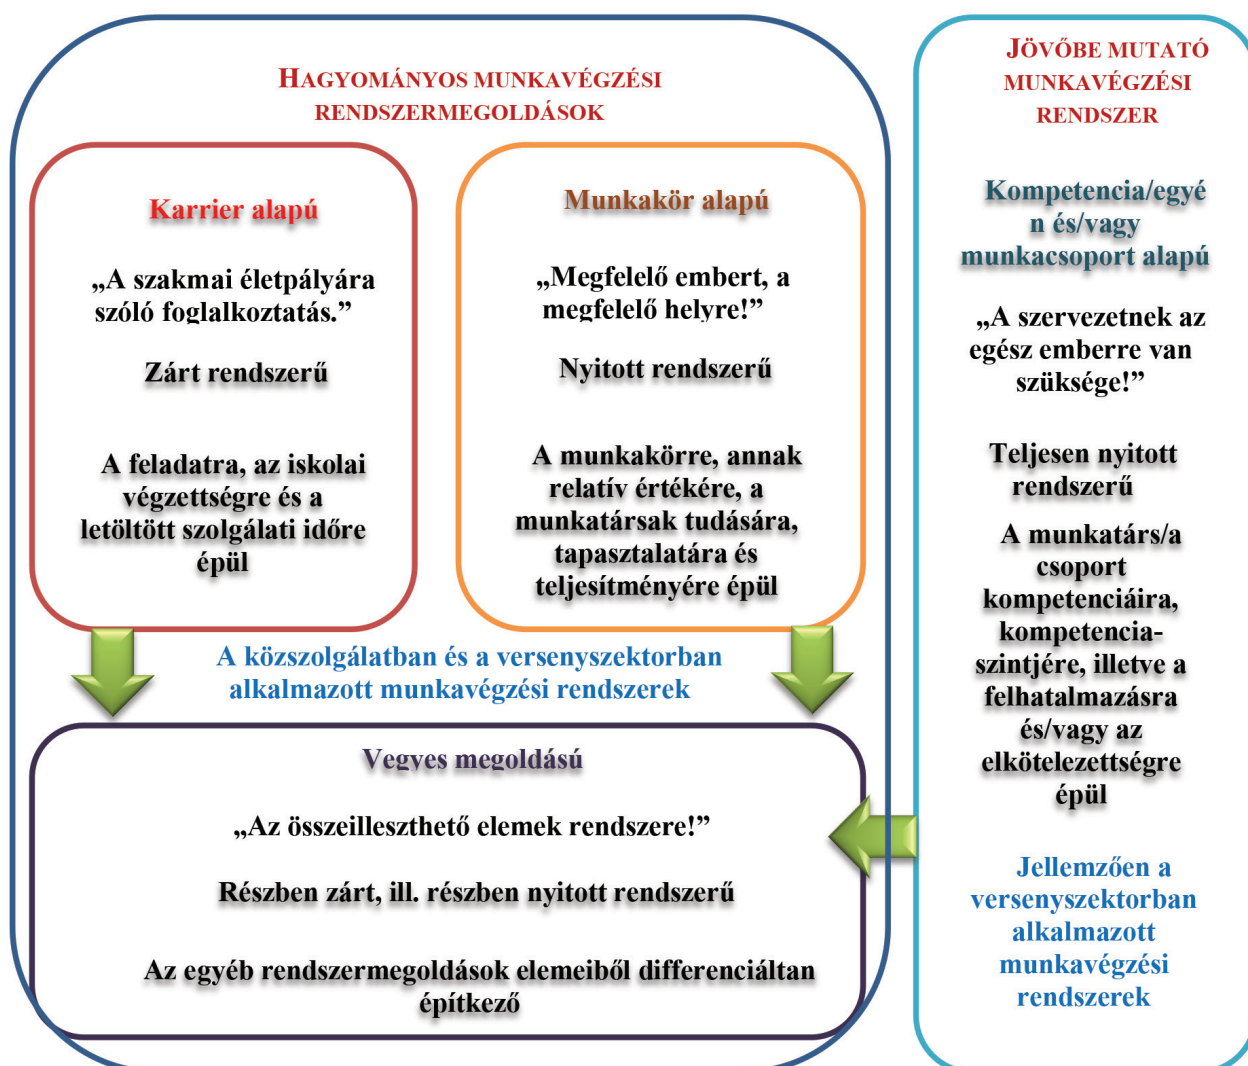 HAGYOMÁNYOS MUNKAVÉGZÉSI
RENDSZERMEGOLDÁSOK
Karrier alapú
„A szakmai életpályára
szóló foglalkoztatás.”
Zárt rendszerű
A feladatra, az iskolai
végzettségre és a
letöltött szolgálati időre
épül
Munkakör alapú
„Megfelelő embert, a
megfelelő helyre!”
Nyitott rendszerű
A munkakörre, annak
relatív értékére, a
munkatársak tudására,
tapasztalatára és
teljesítményére épül
A közszolgálatban és a versenyszektorban
alkalmazott munkavégzési rendszerek
Vegyes megoldású
„Az összeilleszthető elemek rendszere!”
Részben zárt, ill. részben nyitott rendszerű
Az egyéb rendszermegoldások elemeiből differenciáltan
építkező
JÖVŐBE MUTATÓ
MUNKAVÉGZÉSI
RENDSZER
Kompetencia/egyé
n és/vagy
munkacsoport alapú
„A szervezetnek az
egész emberre van
szüksége!”
Teljesen nyitott
rendszerű
A munkatárs/a
csoport
kompetenciáira,
kompetencia-
szintjére, illetve a
felhatalmazásra
és/vagy az
elkötelezettségre
épül
Jellemzően a
versenyszektorban
alkalmazott
munkavégzési
rendszerek